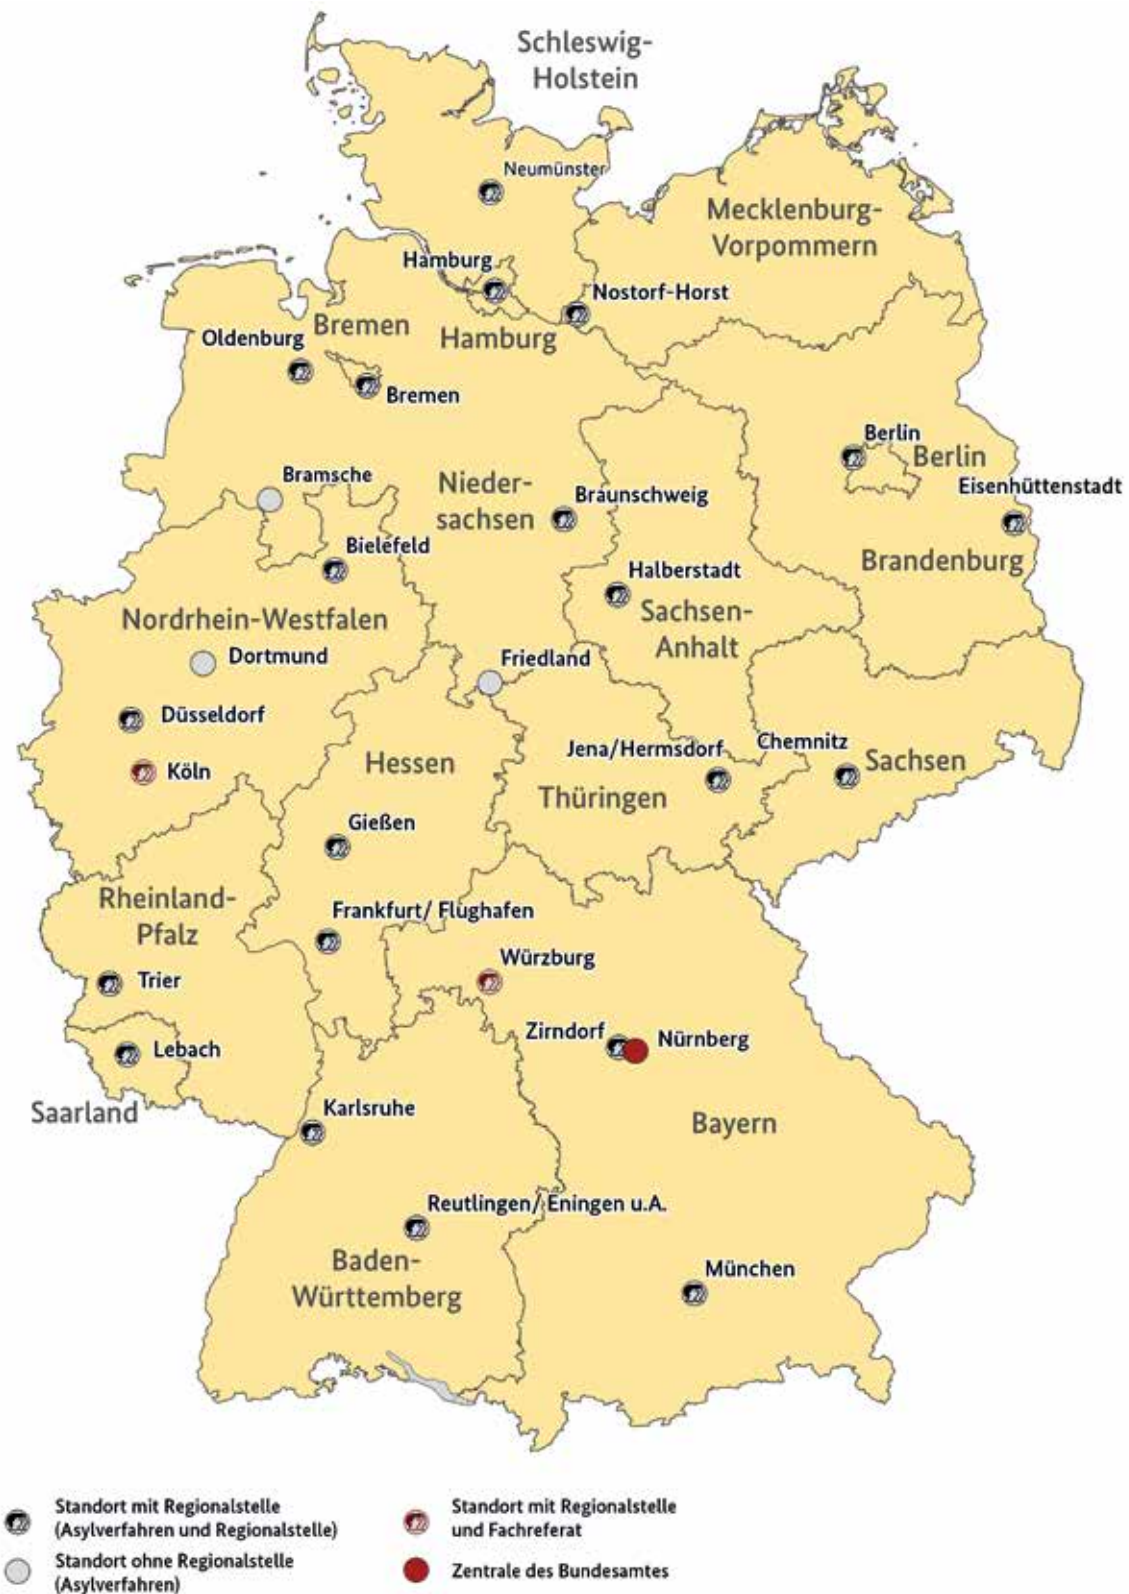 Schleswig-
Holstein
Neumünster
Mecklenburg-
Vorpommern
Hamburg
Nostorf-Horst
Bremen
Hamburg
Oldenburg
Bremen
Berlin
Berlin
Bramsche
Nieder-
sachsen
Braunschweig
Eisenhüttenstadt
Bielefeld
Brandenburg
Halberstadt
Sachsen-
Anhalt
Nordrhein-Westfalen
Dortmund
Friedland
Düsseldorf
Jena/Hermsdorf
Chemnitz
Sachsen
Hessen
Köln
Thüringen
Gießen
Rheinland-
Pfalz
Frankfurt/ Flughafen
Würzburg
Trier
Zirndorf
Nürnberg
Lebach
Saarland
Karlsruhe
Bayern
Reutlingen/ Eningen u.A.
Baden-
Württemberg
München
Standort mit Regionalstelle
(Asylverfahren und Regionalstelle)
Standort ohne Regionalstelle
(Asylverfahren)
Standort mit Regionalstelle
und Fachreferat
Zentrale des Bundesamtes